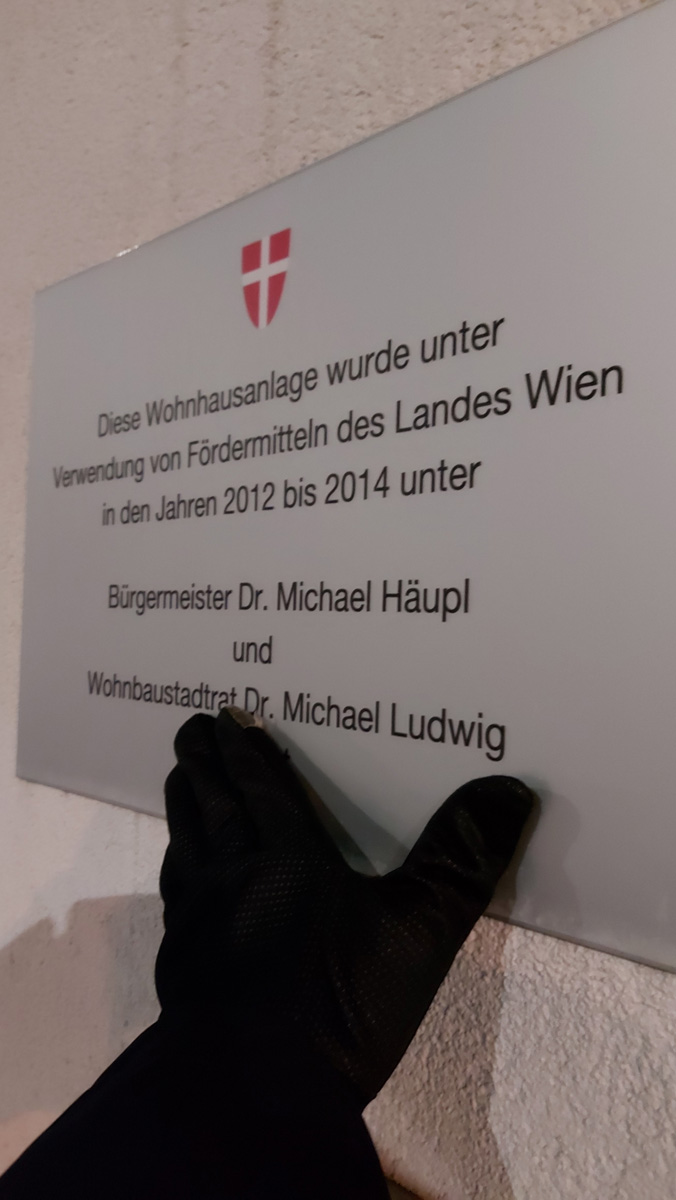 Diese Wohnhausanlage wurde unter
Verwendung von Fördermitteln des Landes Wien
in den Jahren 2012 bis 2014 unter
Bürgermeister Dr. Michael Häupl
und
Wohnbaustadtrat Dr. Michael Ludwig